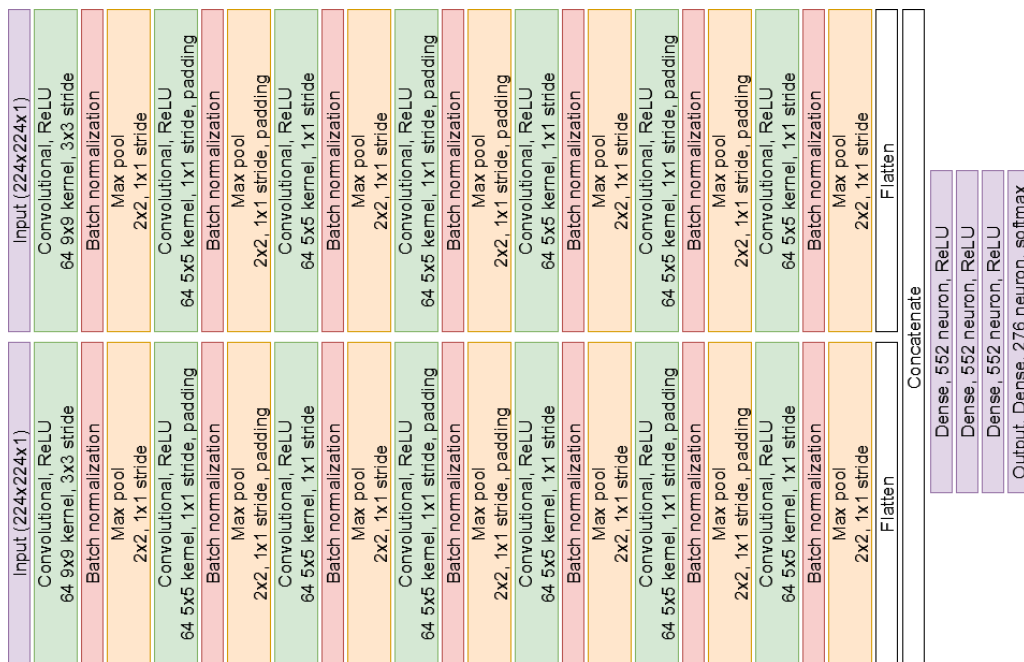 Input (224x224x1)
Convolutional, ReLU
64 9x9 kernel, 3x3 stride
Batch normalization
Max pool
2x2, 1x1 stride
Convolutional, ReLU
64 5x5 kernel, 1x1 stride, padding
Batch normalization
Max pool
2x2, 1x1 stride, padding
Convolutional, ReLU
64 5x5 kernel, 1x1 stride
Batch normalization
Max pool
2x2, 1x1 stride
Convolutional, ReLU
64 5x5 kernel, 1x1 stride, padding
Batch normalization
Max pool
2x2, 1x1 stride, padding
Convolutional, ReLU
64 5x5 kernel, 1x1 stride
Batch normalization
Max pool
2x2, 1x1 stride
Convolutional, ReLU
64 5x5 kernel, 1x1 stride, padding
Batch normalization
Max pool
2x2, 1x1 stride, padding
Convolutional, ReLU
64 5x5 kernel, 1x1 stride
Batch normalization
Max pool
2x2, 1x1 stride
Flatten
Input (224x224x1)
Convolutional, ReLU
64 9x9 kernel, 3x3 stride
Batch normalization
Max pool
2x2, 1x1 stride
Convolutional, ReLU
64 5x5 kernel, 1x1 stride, padding
Batch normalization
Max pool
2x2, 1x1 stride, padding
Convolutional, ReLU
64 5x5 kernel, 1x1 stride
Batch normalization
Max pool
2x2, 1x1 stride
Convolutional, ReLU
64 5x5 kernel, 1x1 stride, padding
Batch normalization
Max pool
2x2, 1x1 stride, padding
Convolutional, ReLU
64 5x5 kernel, 1x1 stride
Batch normalization
Max pool
2x2, 1x1 stride
Convolutional, ReLU
64 5x5 kernel, 1x1 stride, padding
Batch normalization
Max pool
2x2, 1x1 stride, padding
Convolutional, ReLU
64 5x5 kernel, 1x1 stride
Batch normalization
Max pool
2x2, 1x1 stride
Flatten
Concatenate
Dense, 552 neuron, ReLU
Dense, 552 neuron, ReLU
Dense, 552 neuron, ReLU
Output, Dense, 276 neuron, softmax